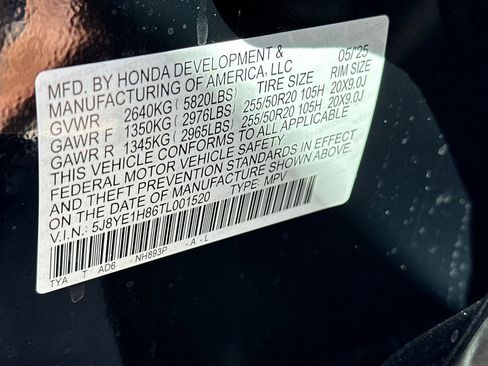 MFD. BY HONDA DEVELOPMENT & 05/25
MANUFACTURING OF AMERICA, LLC
TIRE SIZE RIM SIZE
GVWR 2640KG (5820LBS)
GAWR F 1350KG (2976LBS) 255/50R20 105H 20X9.0J
GAWR R 1345KG (2965LBS) 255/50R20 105H 20X9.0J
THIS VEHICLE CONFORMS TO ALL APPLICABLE
FEDERAL MOTOR VEHICLE SAFETY
AND THEFT PREVENTION STANDARDS IN EFFECT
ON THE DATE OF MANUFACTURE SHOWN ABOVE.
V.I.N.: 5J8YE1H86TL001520 TYPE: MPV
TYA T AD6 NH893P - A - L